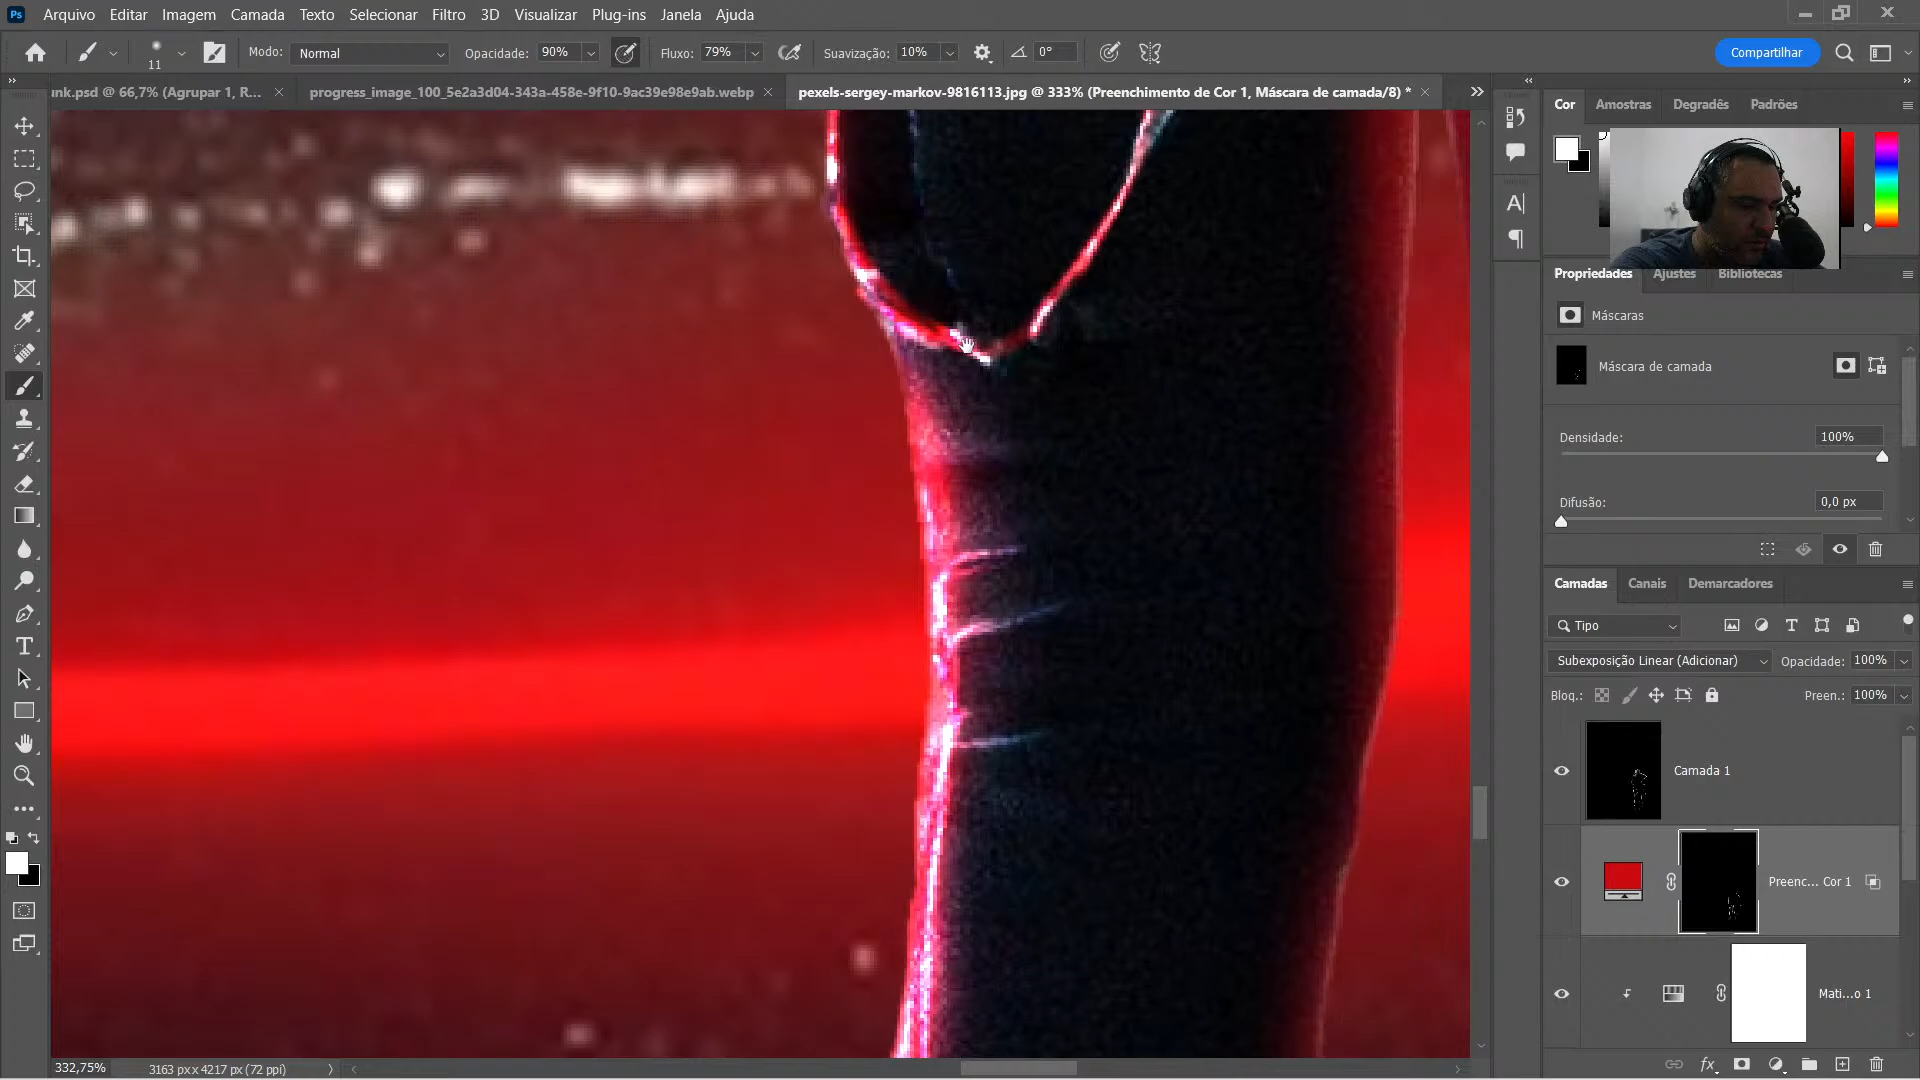 Ps Arquivo Editar Imagem Camada Texto Selecionar Filtro 3D Visualizar Plug-ins Janela Ajuda
11 Modo: Normal Opacidade: 90% Fluxo: 79% Suavização: 10% 0° Compartilhar
unk.psd @ 66,7% (Agrupar 1, R... progress_image_100_5e2a3d04-343a-458e-9f10-9ac39e98e9ab.webp pexels-sergey-markov-9816113.jpg @ 333% (Preenchimento de Cor 1, Máscara de camada/8) *
Cor Amostras Degradês Padrões
Propriedades Ajustes Bibliotecas
Máscaras
Máscara de camada
Densidade: 100%
Difusão: 0,0 px
Camadas Canais Demarcadores
Tipo
Subexposição Linear (Adicionar) Opacidade: 100%
Bloq.: Preen.: 100%
Camada 1
Preenc... Cor 1
Mati...o 1
332,75% 3163 px x 4217 px (72 ppi)